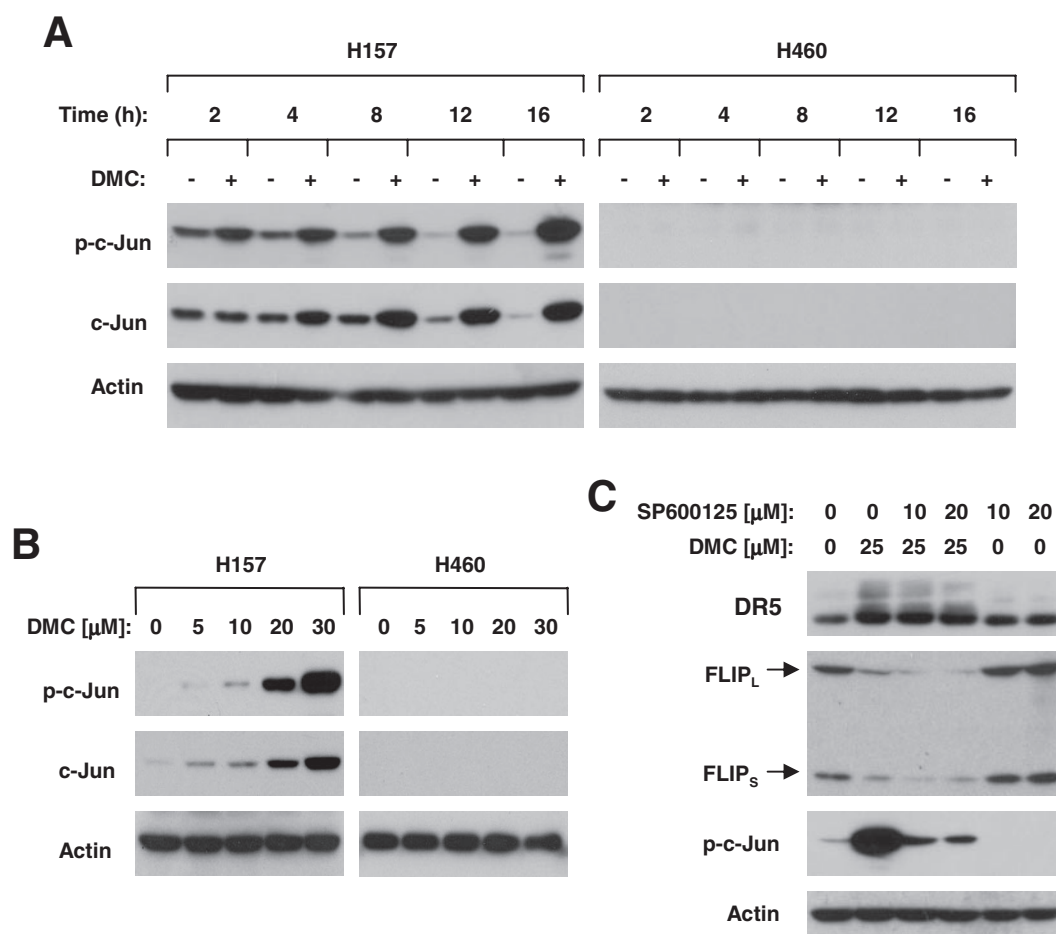 A
H157 H460
Time (h): 2 4 8 12 16 2 4 8 12 16
DMC: - + - + - + - + - + - + - + - + - + - +
p-c-Jun
c-Jun
Actin
B
H157 H460
DMC [μM]: 0 5 10 20 30 0 5 10 20 30
p-c-Jun
c-Jun
Actin
C
SP600125 [μM]: 0 0 10 20 10 20
DMC [μM]: 0 25 25 25 0 0
DR5
FLIP_L
FLIP_S
p-c-Jun
Actin